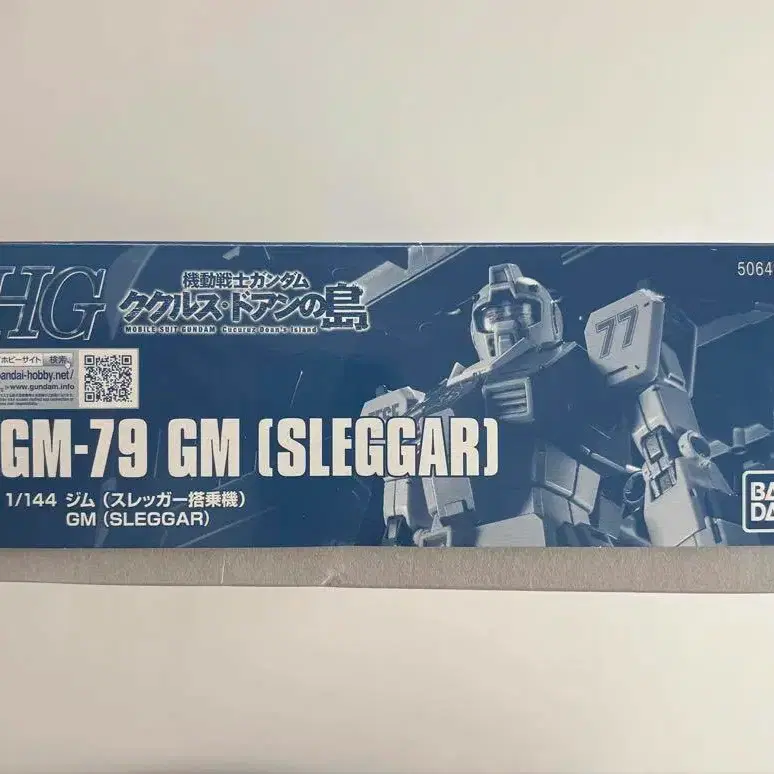 HG
機動戦士ガンダム
ククルス・ドアンの島
MOBILE SUIT GUNDAM Cucuruz Doan's Island
5064
ホビーサイト 検索
bandai-hobby.net/
www.gundam.info
77
GM-79 GM [SLEGGAR]
1/144 ジム（スレッガー搭乗機）
GM（SLEGGAR）
BA
DA